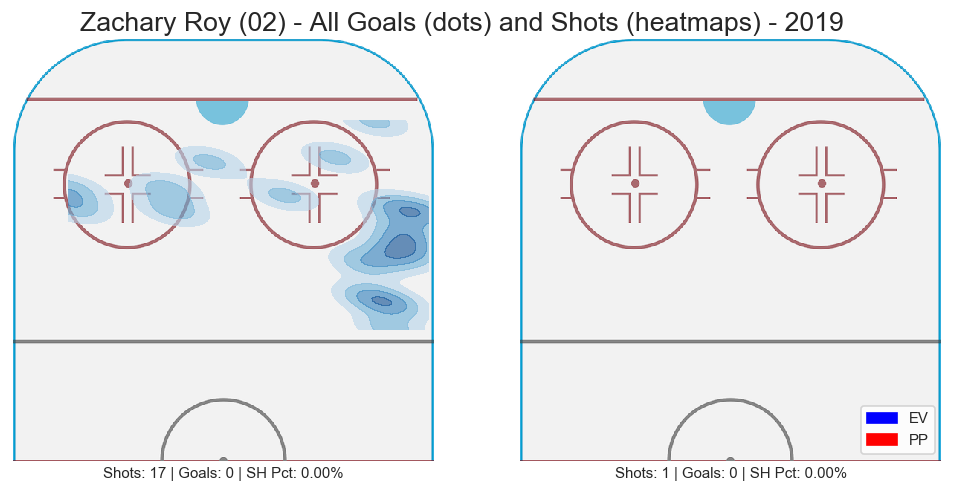 Zachary Roy (02) - All Goals (dots) and Shots (heatmaps) - 2019
EV
PP
Shots: 17 | Goals: 0 | SH Pct: 0.00%
Shots: 1 | Goals: 0 | SH Pct: 0.00%